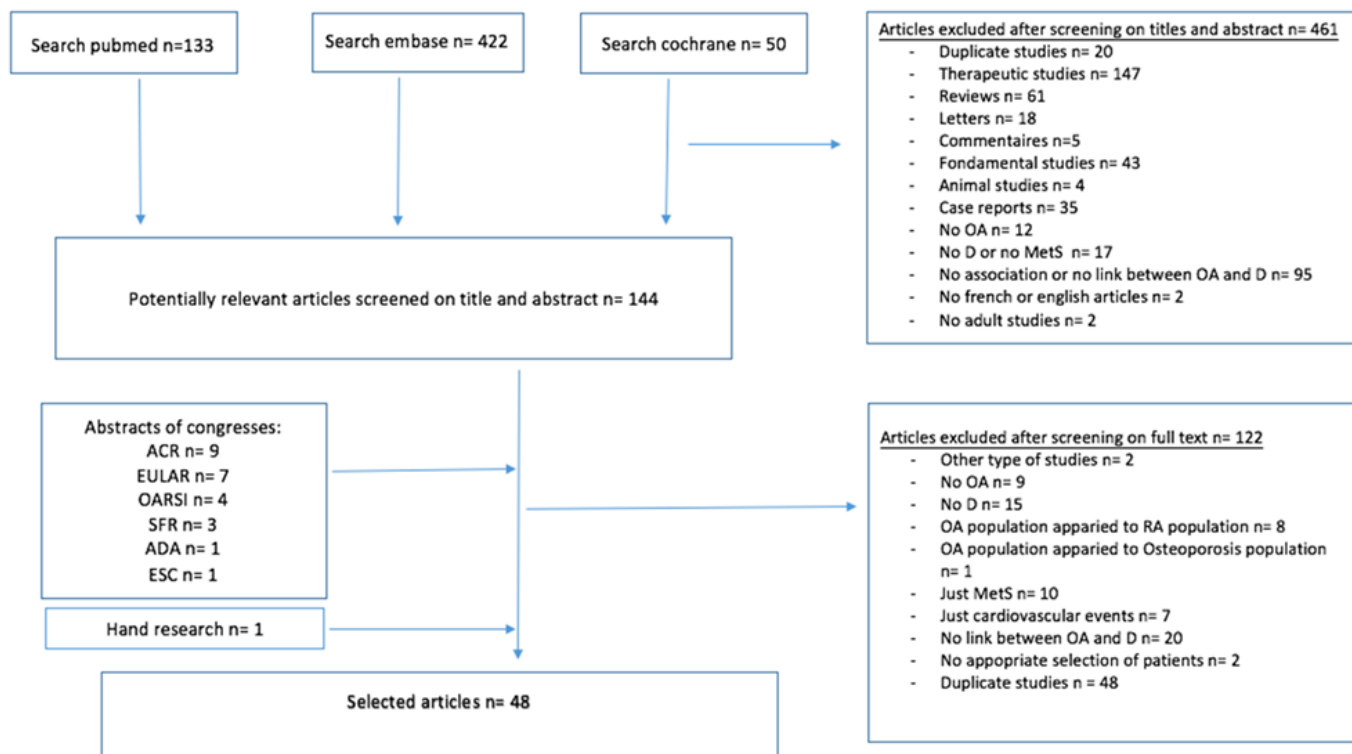 Search pubmed n=133
Search embase n= 422
Search cochrane n= 50
Articles excluded after screening on titles and abstract n= 461
- Duplicate studies n= 20
- Therapeutic studies n= 147
- Reviews n= 61
- Letters n= 18
- Commentaires n=5
- Fondamental studies n= 43
- Animal studies n= 4
- Case reports n= 35
- No OA n= 12
- No D or no MetS n= 17
- No association or no link between OA and D n= 95
- No french or english articles n= 2
- No adult studies n= 2
Potentially relevant articles screened on title and abstract n= 144
Abstracts of congresses:
ACR n= 9
EULAR n= 7
OARSI n= 4
SFR n= 3
ADA n= 1
ESC n= 1
Hand research n= 1
Articles excluded after screening on full text n= 122
- Other type of studies n= 2
- No OA n= 9
- No D n= 15
- OA population apparied to RA population n= 8
- OA population apparied to Osteoporosis population
n= 1
- Just MetS n= 10
- Just cardiovascular events n= 7
- No link between OA and D n= 20
- No appopriate selection of patients n= 2
- Duplicate studies n = 48
Selected articles n= 48